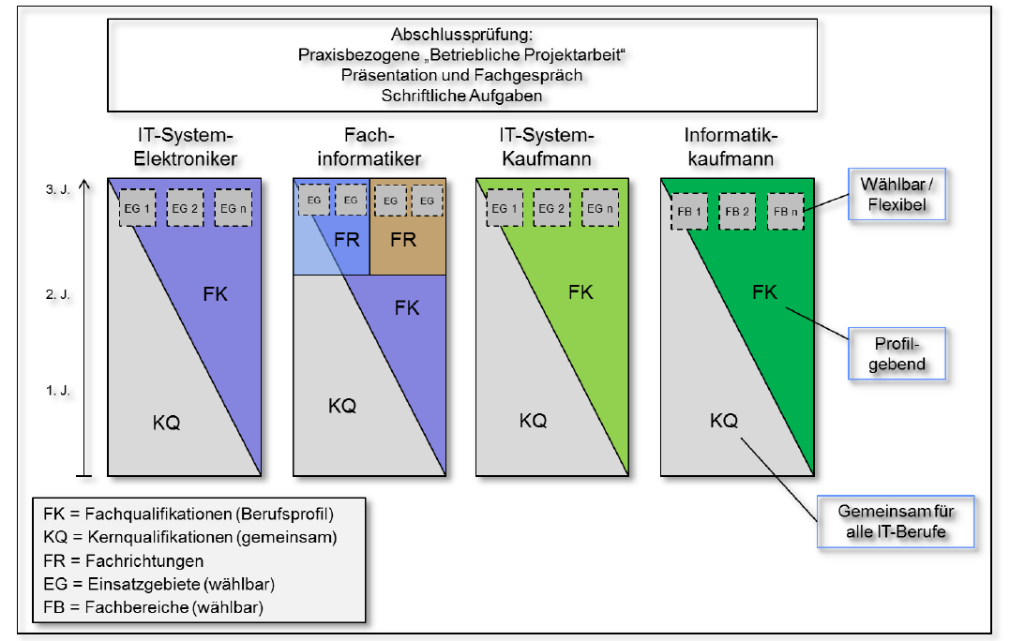 Abschlussprüfung:
Praxisbezogene „Betriebliche Projektarbeit“
Präsentation und Fachgespräch
Schriftliche Aufgaben
IT-System-
Elektroniker
Fach-
informatiker
IT-System-
Kaufmann
Informatik-
kaufmann
3. J.
2. J.
1. J.
EG 1 EG 2 EG n
FK
KQ
EG EG EG EG
FR FR
FK
KQ
EG 1 EG 2 EG n
FK
KQ
FB 1 FB 2 FB n
FK
KQ
Wählbar /
Flexibel
Profil-
gebend
Gemeinsam für
alle IT-Berufe
FK = Fachqualifikationen (Berufsprofil)
KQ = Kernqualifikationen (gemeinsam)
FR = Fachrichtungen
EG = Einsatzgebiete (wählbar)
FB = Fachbereiche (wählbar)